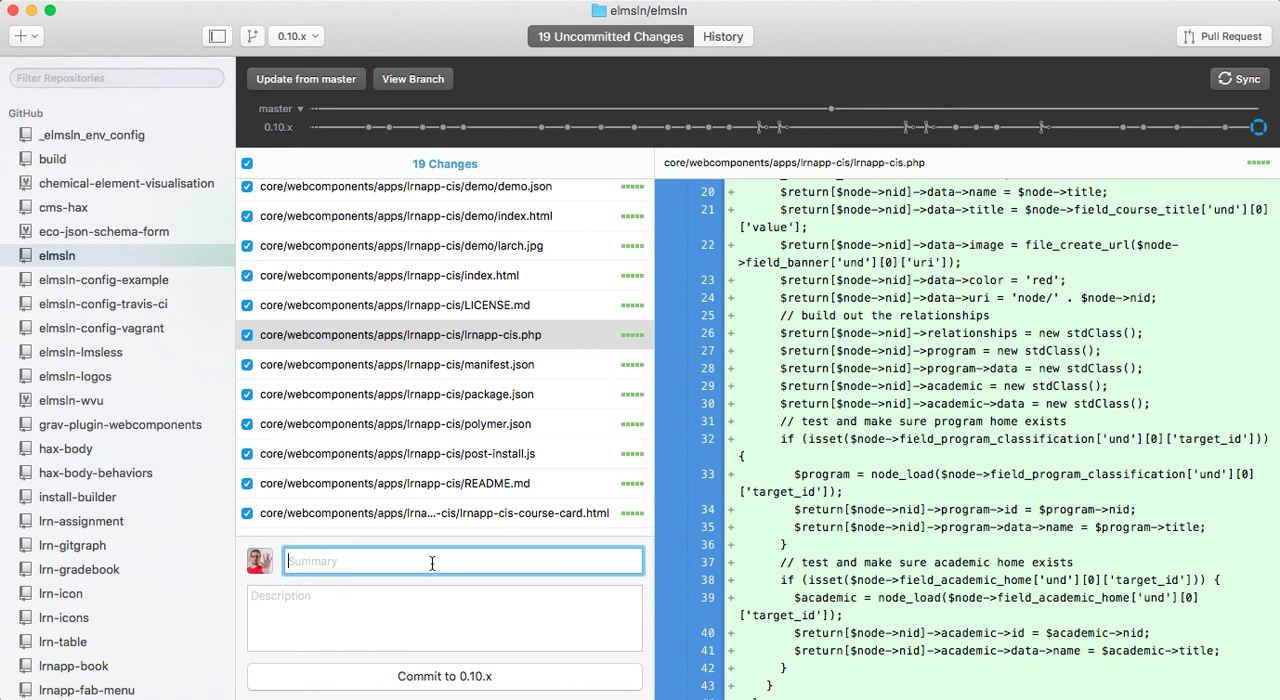 elmsln/elmsln
0.10.x
19 Uncommitted Changes
History
Pull Request
Filter Repositories
GitHub
_elmsln_env_config
build
chemical-element-visualisation
cms-hax
eco-json-schema-form
elmsln
elmsln-config-example
elmsln-config-travis-ci
elmsln-config-vagrant
elmsln-lmsless
elmsln-logos
elmsln-wvu
grav-plugin-webcomponents
hax-body
hax-body-behaviors
install-builder
lrn-assignment
lrn-gitgraph
lrn-gradebook
lrn-icon
lrn-icons
lrn-table
lrnapp-book
lrnapp-fab-menu
Update from master
View Branch
Sync
master
0.10.x
19 Changes
core/webcomponents/apps/lrnapp-cis/demo/demo.json
core/webcomponents/apps/lrnapp-cis/demo/index.html
core/webcomponents/apps/lrnapp-cis/demo/larch.jpg
core/webcomponents/apps/lrnapp-cis/index.html
core/webcomponents/apps/lrnapp-cis/LICENSE.md
core/webcomponents/apps/lrnapp-cis/lrnapp-cis.php
core/webcomponents/apps/lrnapp-cis/manifest.json
core/webcomponents/apps/lrnapp-cis/package.json
core/webcomponents/apps/lrnapp-cis/polymer.json
core/webcomponents/apps/lrnapp-cis/post-install.js
core/webcomponents/apps/lrnapp-cis/README.md
core/webcomponents/apps/lrna...-cis/lrnapp-cis-course-card.html
Summary
Description
Commit to 0.10.x
core/webcomponents/apps/lrnapp-cis/lrnapp-cis.php
20 + $return[$node->nid]->data->name = $node->title;
21 + $return[$node->nid]->data->title = $node->field_course_title['und'][0]
['value'];
22 + $return[$node->nid]->data->image = file_create_url($node-
>field_banner['und'][0]['uri']);
23 + $return[$node->nid]->data->color = 'red';
24 + $return[$node->nid]->data->uri = 'node/' . $node->nid;
25 + // build out the relationships
26 + $return[$node->nid]->relationships = new stdClass();
27 + $return[$node->nid]->program = new stdClass();
28 + $return[$node->nid]->program->data = new stdClass();
29 + $return[$node->nid]->academic = new stdClass();
30 + $return[$node->nid]->academic->data = new stdClass();
31 + // test and make sure program home exists
32 + if (isset($node->field_program_classification['und'][0]['target_id']))
{
33 + $program = node_load($node->field_program_classification['und'][0]
['target_id']);
34 + $return[$node->nid]->program->id = $program->nid;
35 + $return[$node->nid]->program->data->name = $program->title;
36 + }
37 + // test and make sure academic home exists
38 + if (isset($node->field_academic_home['und'][0]['target_id'])) {
39 + $academic = node_load($node->field_academic_home['und'][0]
['target_id']);
40 + $return[$node->nid]->academic->id = $academic->nid;
41 + $return[$node->nid]->academic->data->name = $academic->title;
42 + }
43 + }